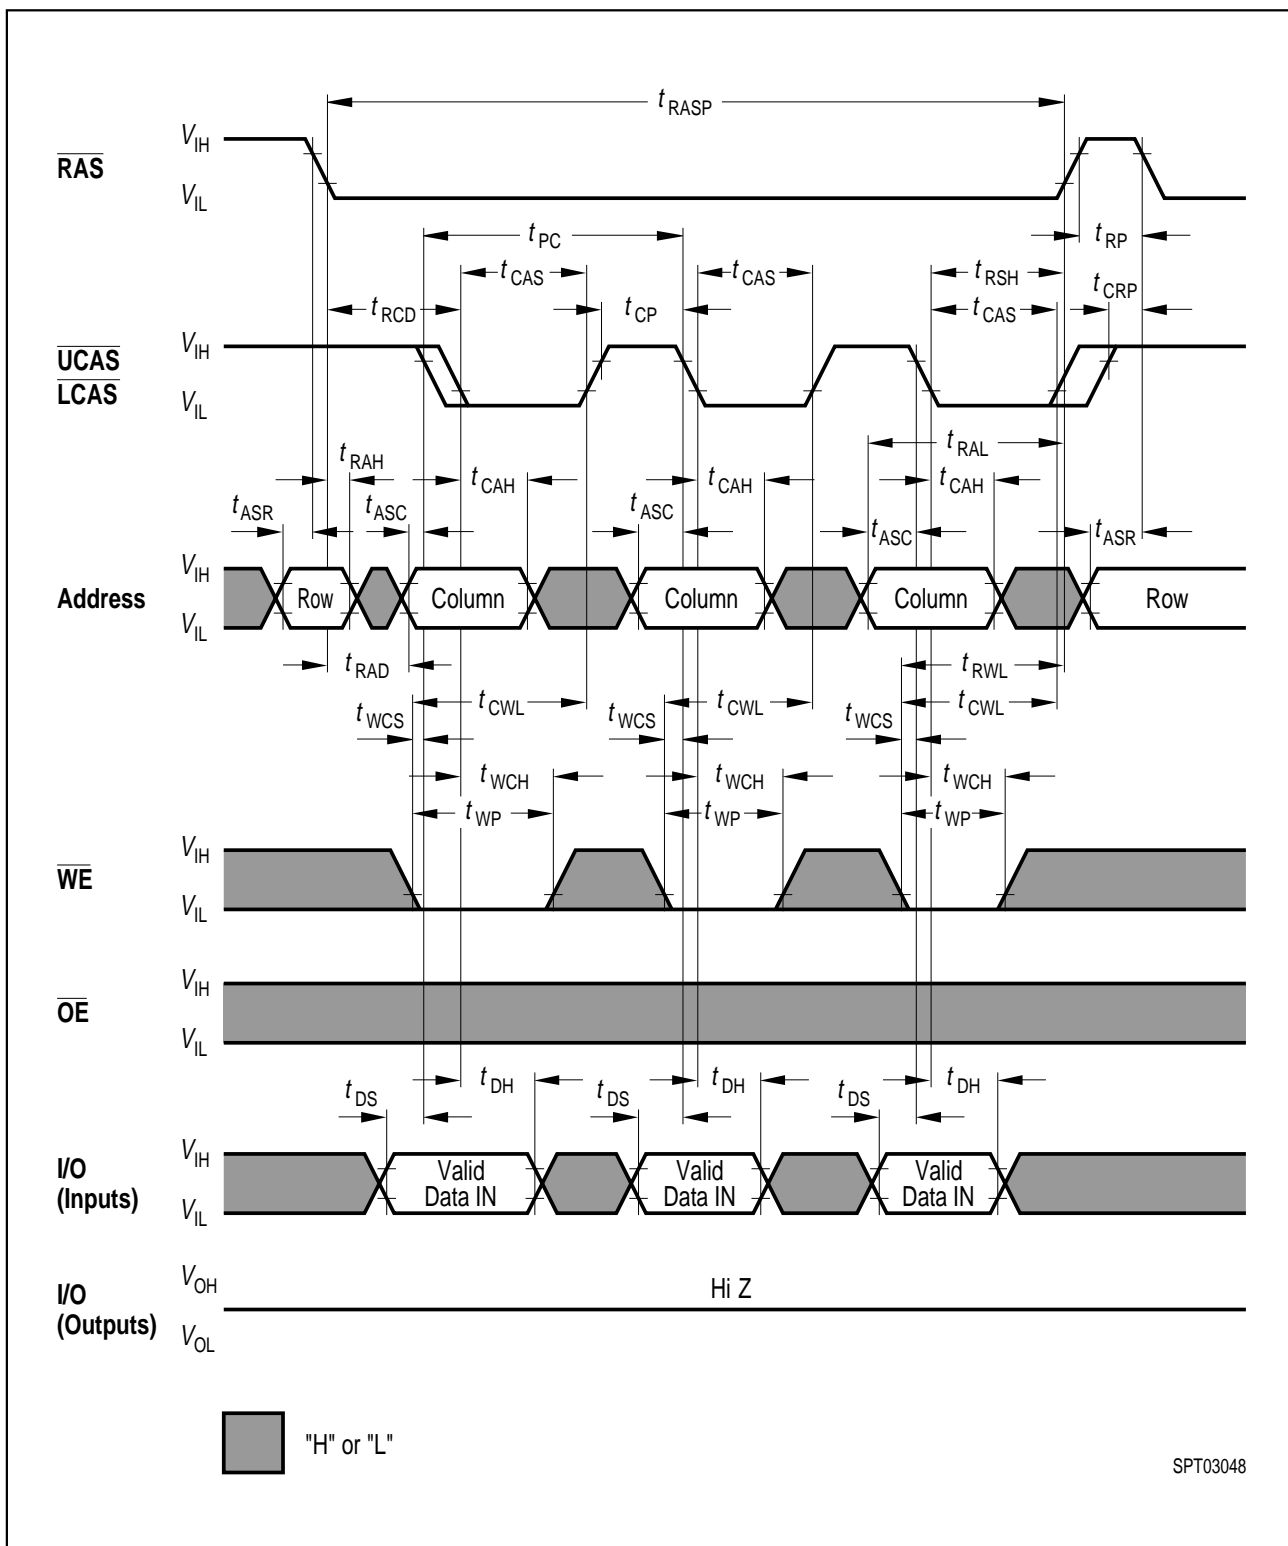 tRASP
VIH
RAS
VIL
tPC
tRP
tCAS
tCAS
tRSH
tRCD
tCP
tCAS
tCRP
VIH
UCAS
LCAS
VIL
tRAL
tRAH
tCAH
tCAH
tCAH
tASR
tASC
tASC
tASC
tASR
VIH
Address
Row
Column
Column
Column
Row
VIL
tRAD
tRWL
tCWL
tCWL
tCWL
tWCS
tWCS
tWCS
tWCH
tWCH
tWCH
tWP
tWP
tWP
VIH
WE
VIL
VIH
OE
VIL
tDH
tDH
tDH
tDS
tDS
tDS
VIH
I/O
(Inputs)
Valid
Data IN
Valid
Data IN
Valid
Data IN
VIL
VOH
Hi Z
I/O
(Outputs)
VOL
"H" or "L"
SPT03048